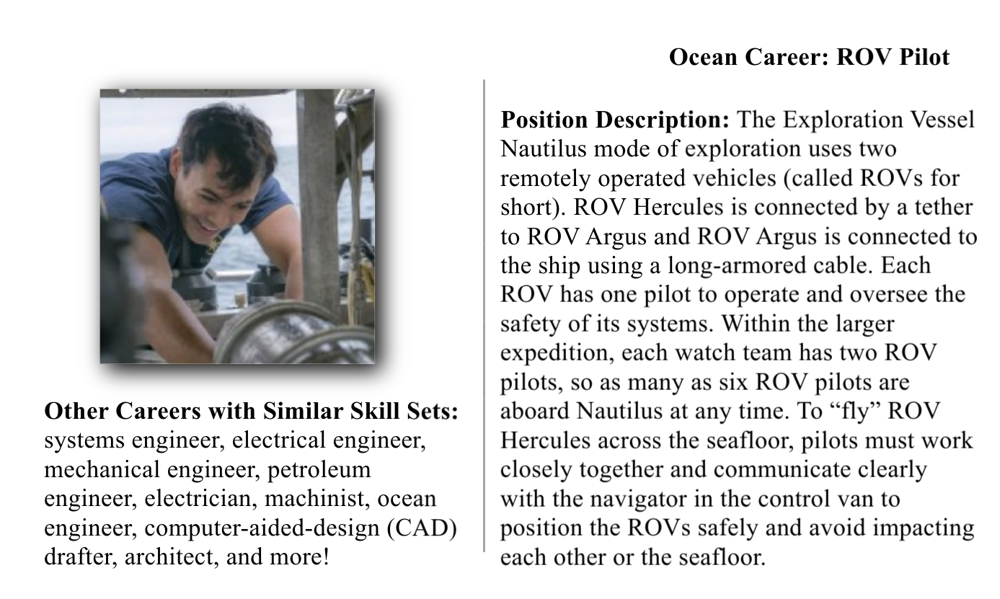 Ocean Career: ROV Pilot
Other Careers with Similar Skill Sets:
systems engineer, electrical engineer,
mechanical engineer, petroleum
engineer, electrician, machinist, ocean
engineer, computer-aided-design (CAD)
drafter, architect, and more!
Position Description: The Exploration Vessel
Nautilus mode of exploration uses two
remotely operated vehicles (called ROVs for
short). ROV Hercules is connected by a tether
to ROV Argus and ROV Argus is connected to
the ship using a long-armored cable. Each
ROV has one pilot to operate and oversee the
safety of its systems. Within the larger
expedition, each watch team has two ROV
pilots, so as many as six ROV pilots are
aboard Nautilus at any time. To “fly” ROV
Hercules across the seafloor, pilots must work
closely together and communicate clearly
with the navigator in the control van to
position the ROVs safely and avoid impacting
each other or the seafloor.